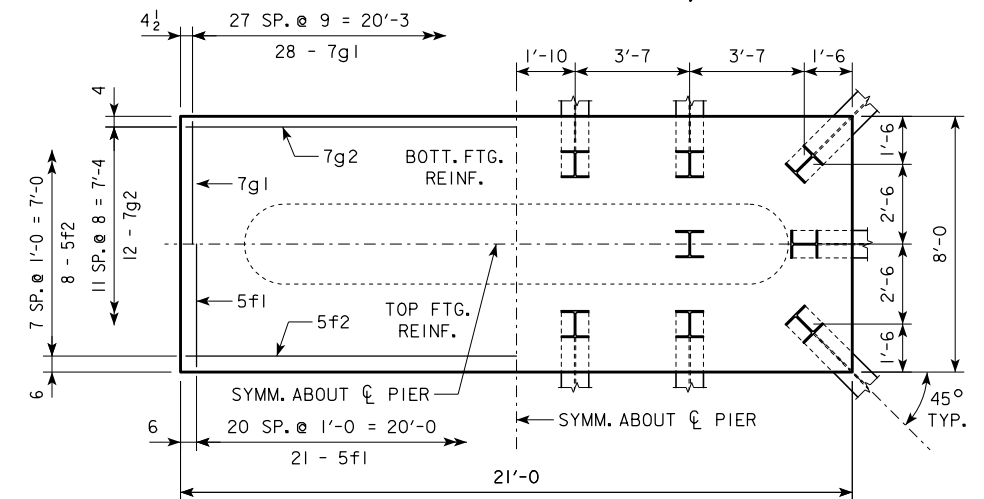 4½
27 SP. @ 9 = 20'-3
28 - 7g1
1'-10
3'-7
3'-7
1'-6
4
7g2
BOTT. FTG.
REINF.
7g1
1'-6
2'-6
8'-0
2'-6
1'-6
7 SP. @ 1'-0 = 7'-0
8 - 5f2
11 SP. @ 8 = 7'-4
12 - 7g2
5f1
TOP FTG.
REINF.
5f2
6
SYMM. ABOUT ℄ PIER
SYMM. ABOUT ℄ PIER
45°
TYP.
6
20 SP. @ 1'-0 = 20'-0
21 - 5f1
21'-0